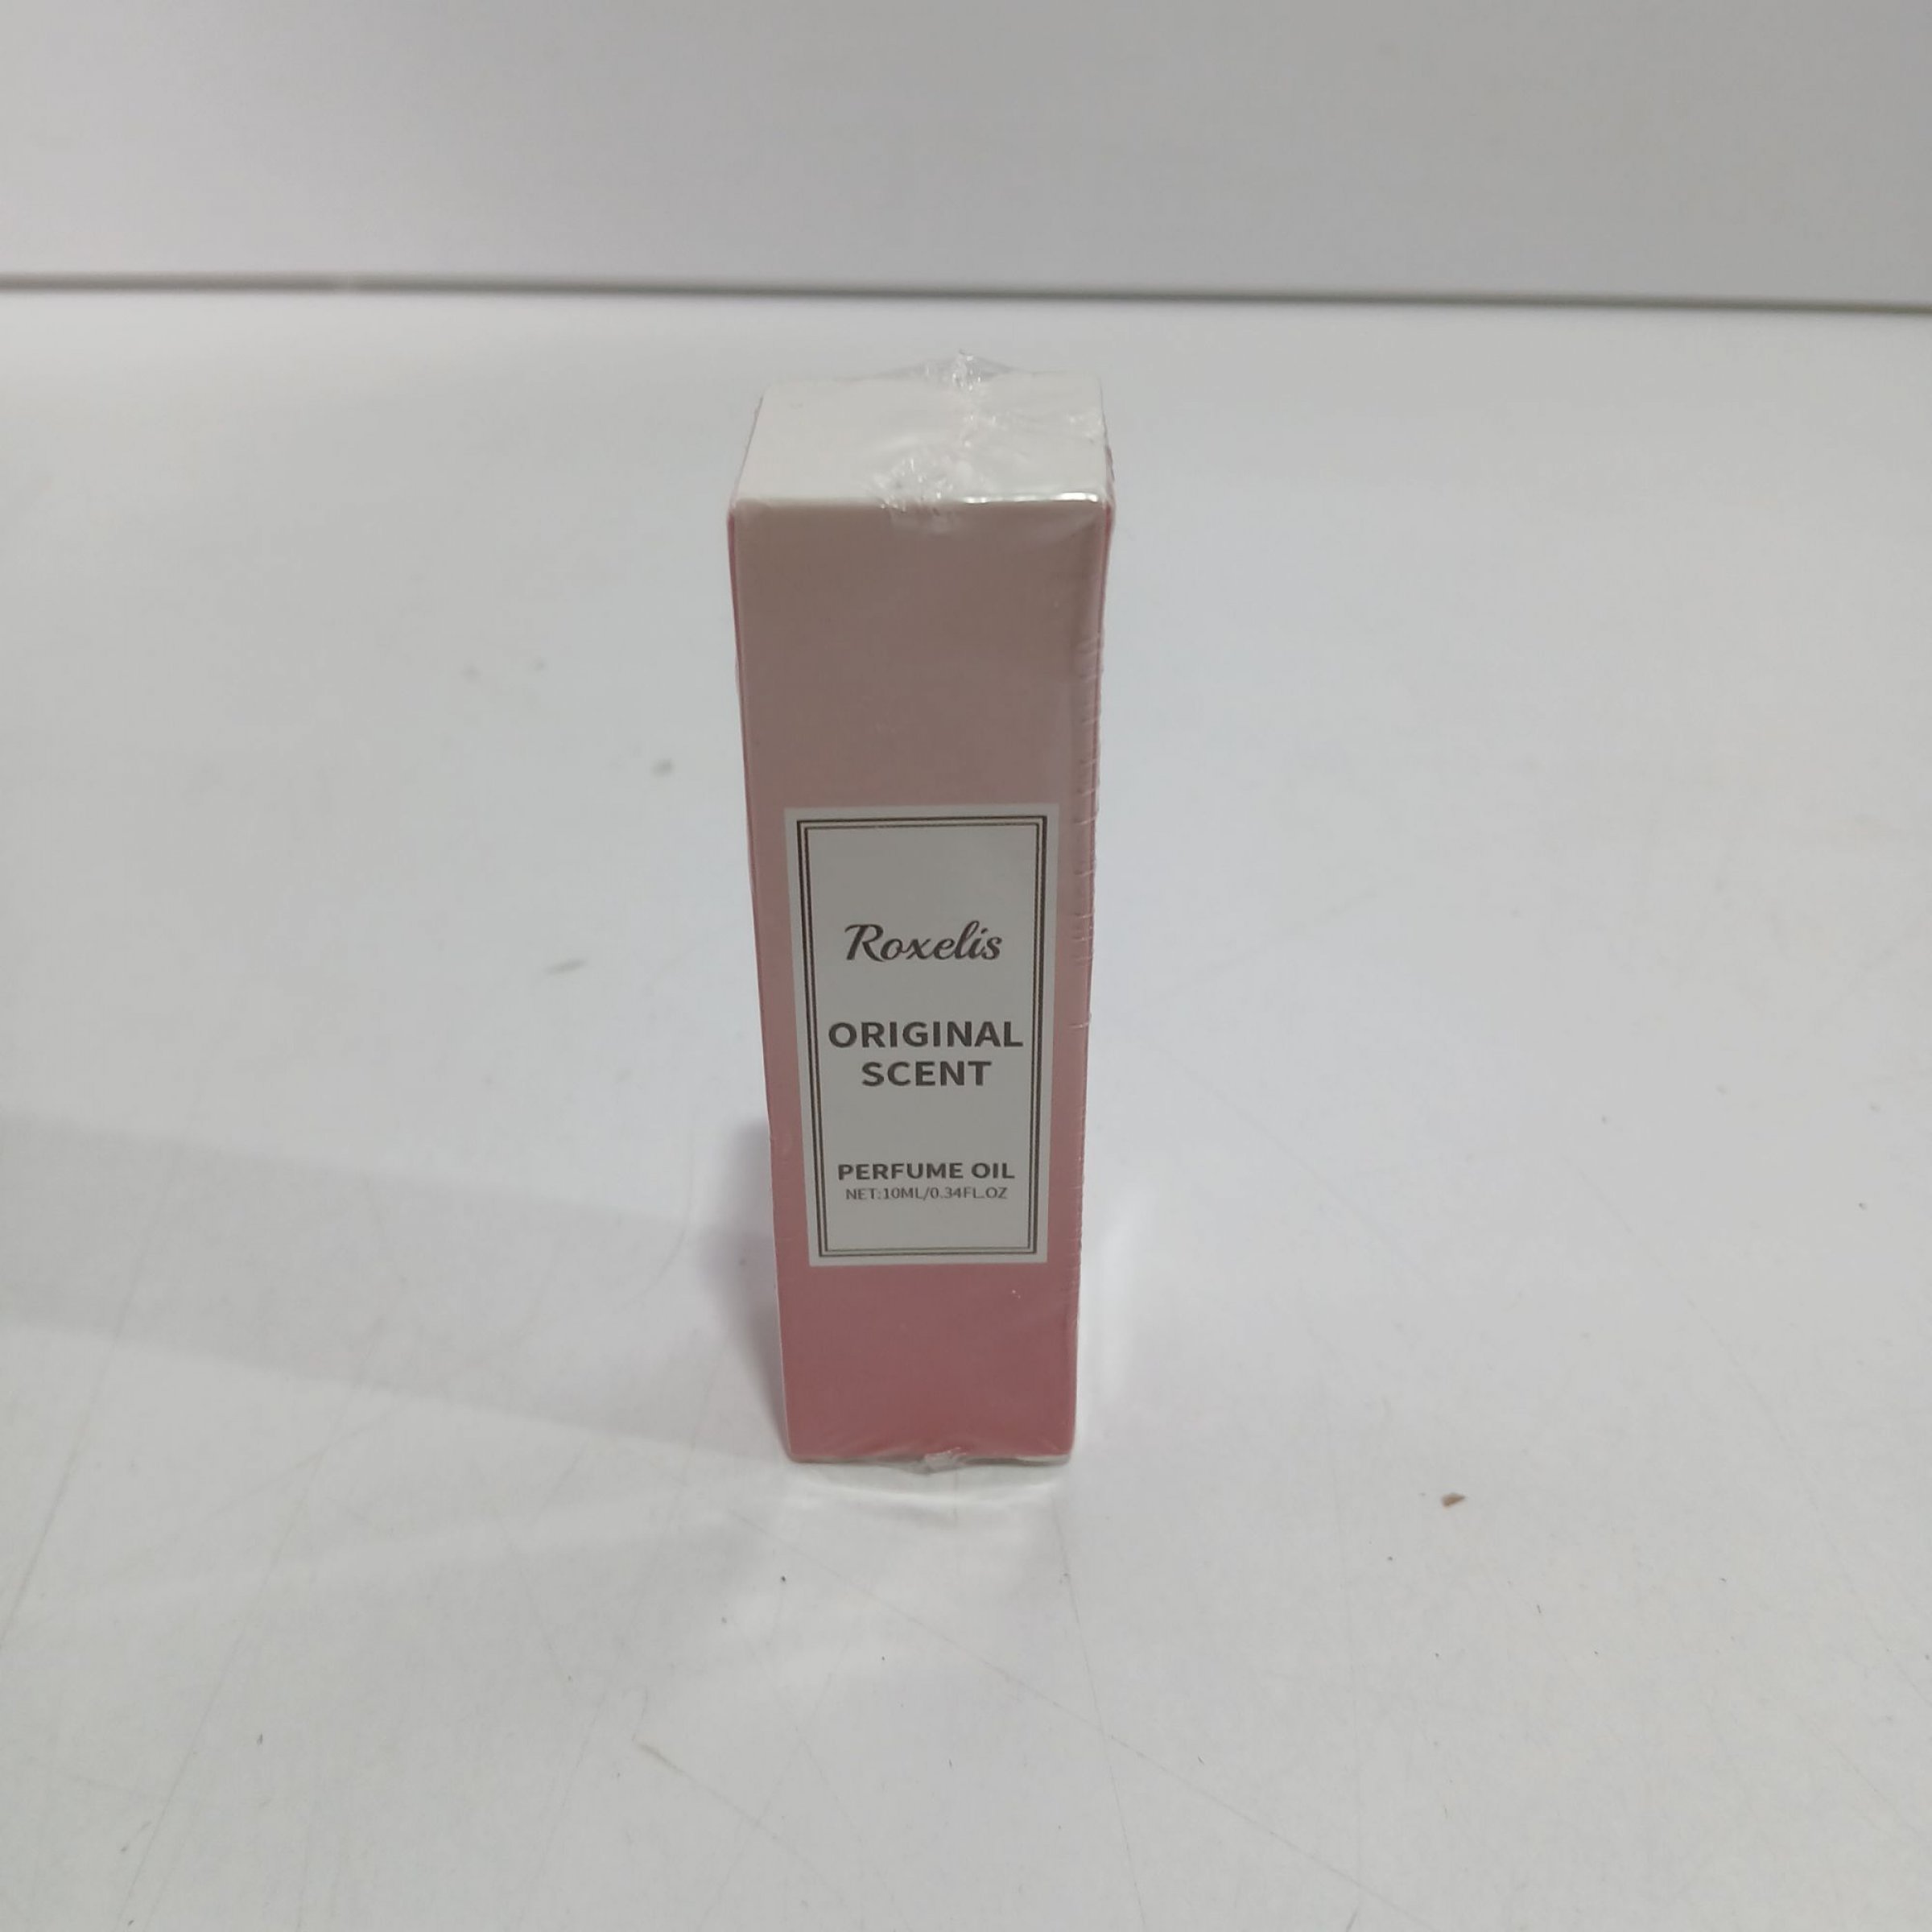 Roxelis
ORIGINAL
SCENT
PERFUME OIL
NET:10ML/0.34FL.OZ